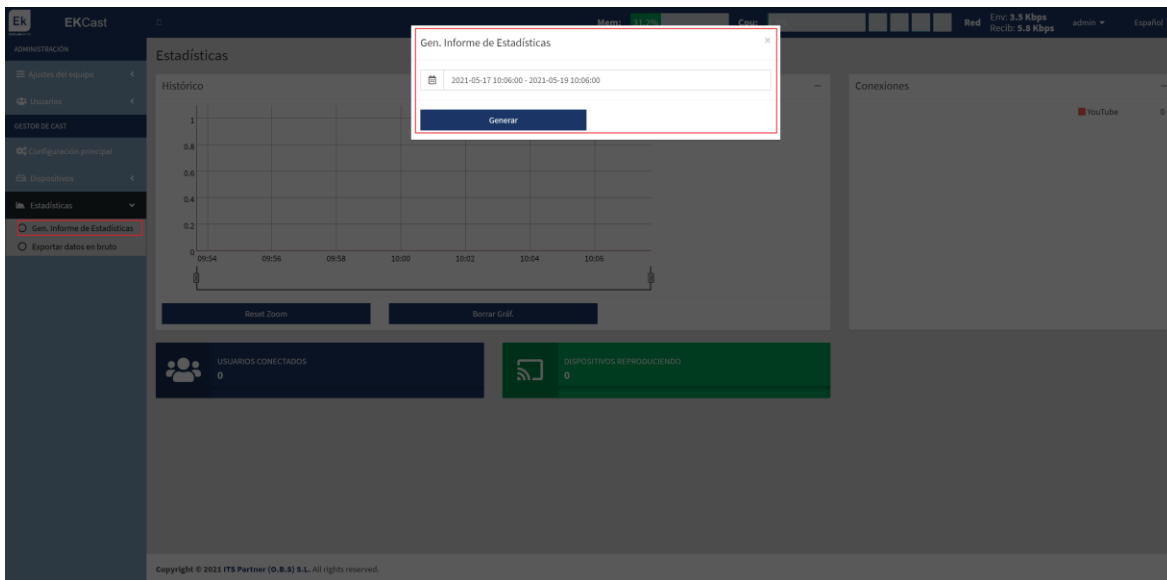 Ek
EKCast
Mem: 31.2%
Cpu:
Red
Env: 3.5 Kbps
Recib: 5.8 Kbps
admin
Español
ADMINISTRACIÓN
Ajustes del equipo
Usuarios
GESTOR DE CAST
Configuración principal
Dispositivos
Estadísticas
Gen. Informe de Estadísticas
Exportar datos en bruto
Estadísticas
Gen. Informe de Estadísticas
×
2021-05-17 10:06:00 - 2021-05-19 10:06:00
Generar
Histórico
1
0.8
0.6
0.4
0.2
0
09:54 09:56 09:58 10:00 10:02 10:04 10:06
Reset Zoom
Borrar Gráf.
Conexiones
YouTube 0
USUARIOS CONECTADOS
0
DISPOSITIVOS REPRODUCIENDO
0
Copyright © 2021 ITS Partner (O.B.S) S.L. All rights reserved.